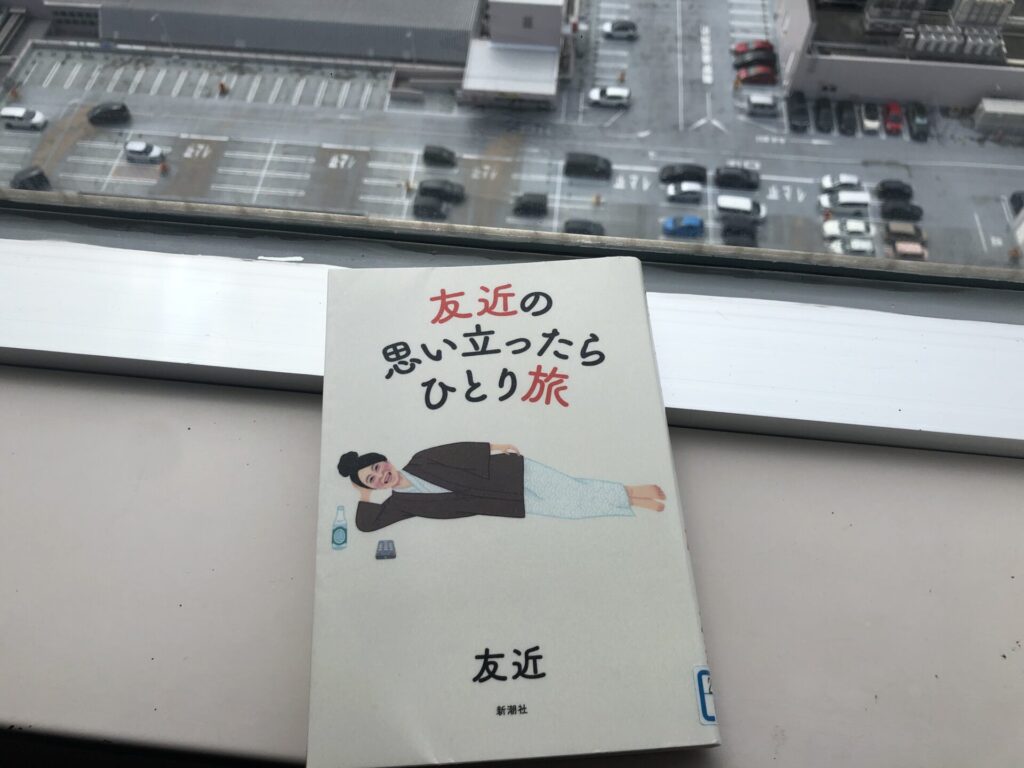 友近の
思い立ったら
ひとり旅
友近
新潮社